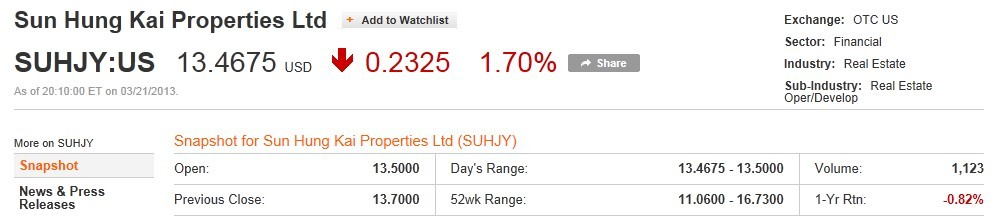 Sun Hung Kai Properties Ltd + Add to Watchlist
SUHJY:US 13.4675 USD 0.2325 1.70% Share
As of 20:10:00 ET on 03/21/2013.
Exchange: OTC US
Sector: Financial
Industry: Real Estate
Sub-Industry: Real Estate
Oper/Develop
More on SUHJY
Snapshot
News & Press
Releases
Snapshot for Sun Hung Kai Properties Ltd (SUHJY)
Open: 13.5000 Day's Range: 13.4675 - 13.5000 Volume: 1,123
Previous Close: 13.7000 52wk Range: 11.0600 - 16.7300 1-Yr Rtn: -0.82%